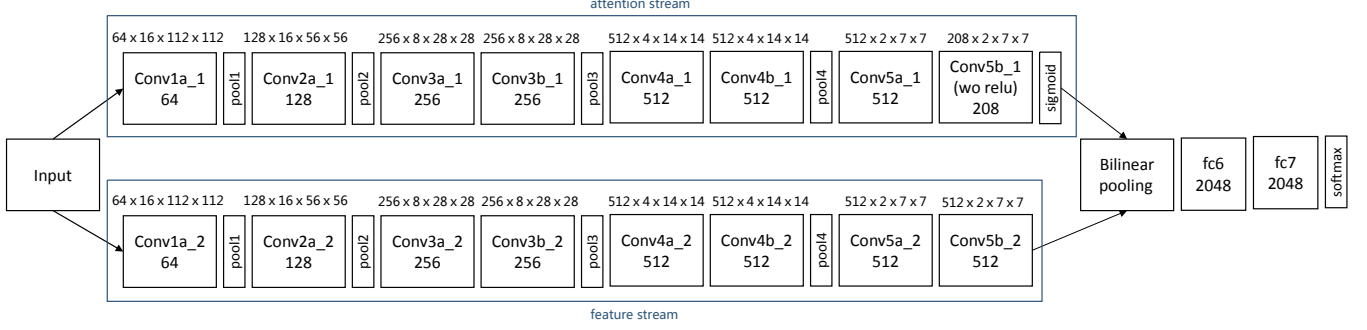 attention stream
64 x 16 x 112 x 112 128 x 16 x 56 x 56 256 x 8 x 28 x 28 256 x 8 x 28 x 28 512 x 4 x 14 x 14 512 x 4 x 14 x 14 512 x 2 x 7 x 7 208 x 2 x 7 x 7
Conv1a_1
64
pool1
Conv2a_1
128
pool2
Conv3a_1
256
Conv3b_1
256
pool3
Conv4a_1
512
Conv4b_1
512
pool4
Conv5a_1
512
Conv5b_1
(wo relu)
208
sigmoid
Input
Bilinear
pooling
fc6
2048
fc7
2048
softmax
64 x 16 x 112 x 112 128 x 16 x 56 x 56 256 x 8 x 28 x 28 256 x 8 x 28 x 28 512 x 4 x 14 x 14 512 x 4 x 14 x 14 512 x 2 x 7 x 7 512 x 2 x 7 x 7
Conv1a_2
64
pool1
Conv2a_2
128
pool2
Conv3a_2
256
Conv3b_2
256
pool3
Conv4a_2
512
Conv4b_2
512
pool4
Conv5a_2
512
Conv5b_2
512
feature stream